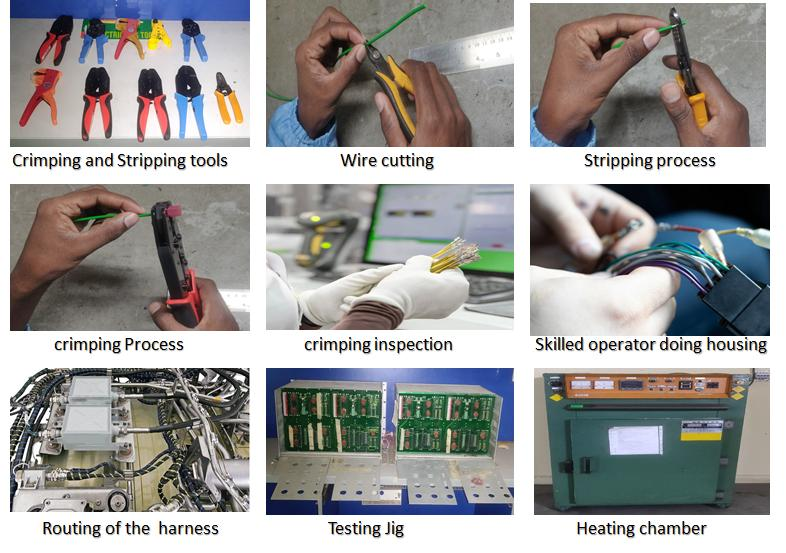 Crimping and Stripping tools
Wire cutting
Stripping process
crimping Process
crimping inspection
Skilled operator doing housing
Routing of the  harness
Testing Jig
Heating chamber